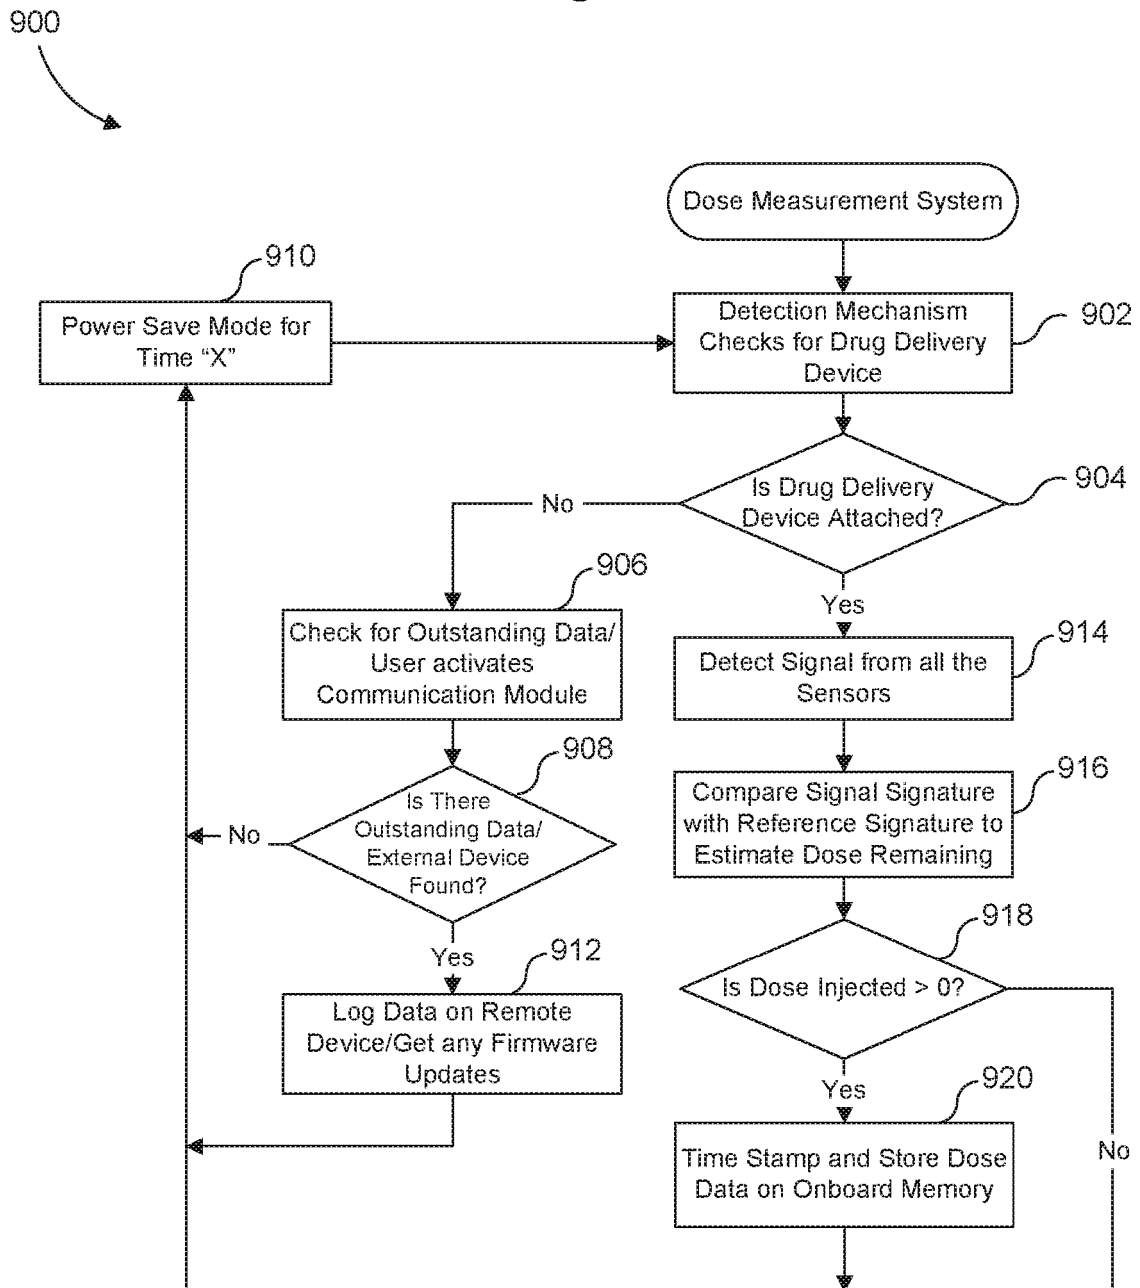 900
Dose Measurement System
910
Power Save Mode for
Time “X”
Detection Mechanism
Checks for Drug Delivery
Device
902
Is Drug Delivery
Device Attached?
904
No
Yes
906
Check for Outstanding Data/
User activates
Communication Module
Detect Signal from all the
Sensors
914
908
Is There
Outstanding Data/
External Device
Found?
No
Compare Signal Signature
with Reference Signature to
Estimate Dose Remaining
916
Yes
912
Log Data on Remote
Device/Get any Firmware
Updates
918
Is Dose Injected > 0?
Yes
920
Time Stamp and Store Dose
Data on Onboard Memory
No